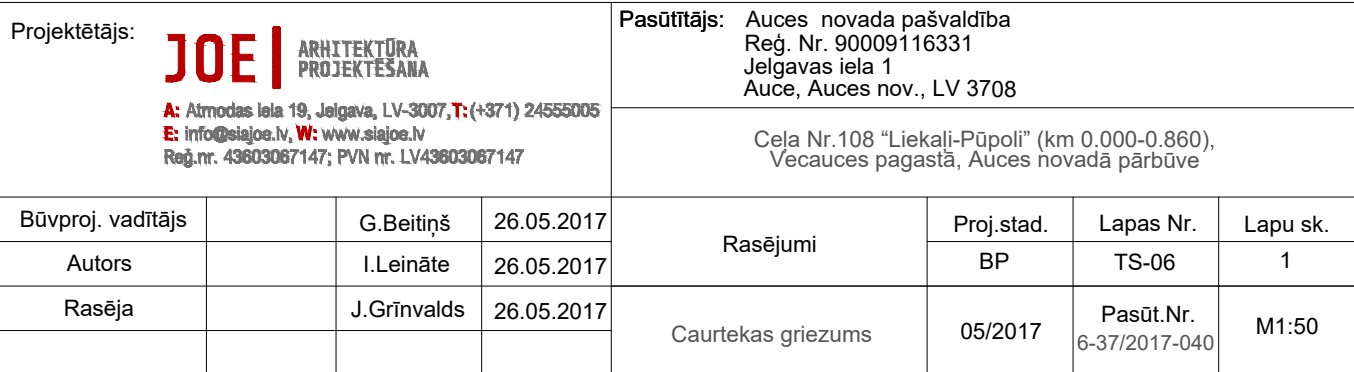 Projektētājs:
JOE
ARHITEKTŪRA
PROJEKTĒŠANA
A: Atmodas iela 19, Jelgava, LV-3007, T: (+371) 24555005
E: info@siajoe.lv, W: www.siajoe.lv
Reģ.nr. 43603067147; PVN nr. LV43603067147
Pasūtītājs: Auces novada pašvaldība
Reģ. Nr. 90009116331
Jelgavas iela 1
Auce, Auces nov., LV 3708
Ceļa Nr.108 “Liekaļi-Pūpoli” (km 0.000-0.860),
Vecauces pagastā, Auces novadā pārbūve
Būvproj. vadītājs G.Beitiņš 26.05.2017
Autors I.Leināte 26.05.2017
Rasēja J.Grīnvalds 26.05.2017
Rasējumi
Proj.stad. Lapas Nr. Lapu sk.
BP TS-06 1
Caurtekas griezums
05/2017
Pasūt.Nr.
6-37/2017-040
M1:50